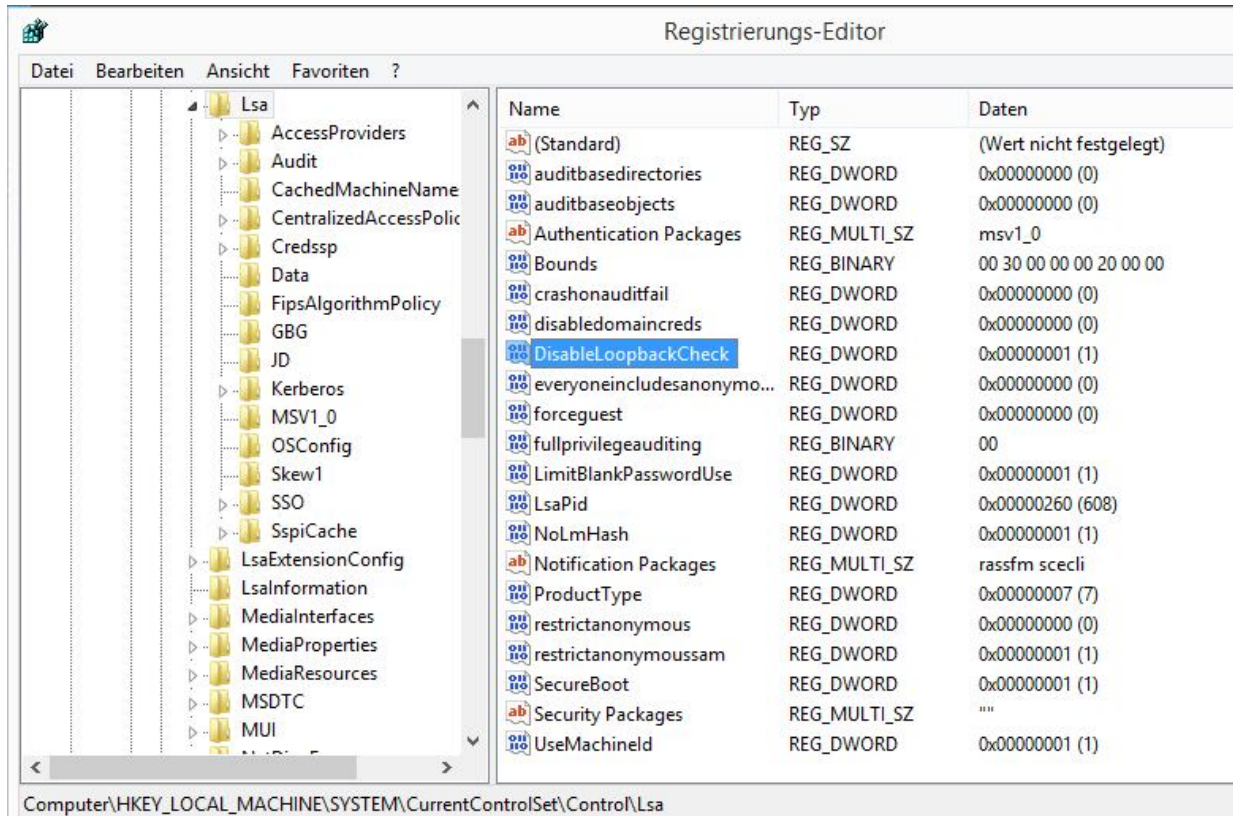 Registrierungs-Editor
Datei Bearbeiten Ansicht Favoriten ?
Lsa
AccessProviders
Audit
CachedMachineName
CentralizedAccessPolic
Credssp
Data
FipsAlgorithmPolicy
GBG
JD
Kerberos
MSV1_0
OSConfig
Skew1
SSO
SspiCache
LsaExtensionConfig
LsaInformation
MediaInterfaces
MediaProperties
MediaResources
MSDTC
MUI
Name Typ Daten
(Standard) REG_SZ (Wert nicht festgelegt)
auditbasedirectories REG_DWORD 0x00000000 (0)
auditbaseobjects REG_DWORD 0x00000000 (0)
Authentication Packages REG_MULTI_SZ msv1_0
Bounds REG_BINARY 00 30 00 00 00 20 00 00
crashonauditfail REG_DWORD 0x00000000 (0)
disabledomaincreds REG_DWORD 0x00000000 (0)
DisableLoopbackCheck REG_DWORD 0x00000001 (1)
everyoneincludesanonymo... REG_DWORD 0x00000000 (0)
forceguest REG_DWORD 0x00000000 (0)
fullprivilegeauditing REG_BINARY 00
LimitBlankPasswordUse REG_DWORD 0x00000001 (1)
LsaPid REG_DWORD 0x00000260 (608)
NoLmHash REG_DWORD 0x00000001 (1)
Notification Packages REG_MULTI_SZ rassfm scecli
ProductType REG_DWORD 0x00000007 (7)
restrictanonymous REG_DWORD 0x00000000 (0)
restrictanonymoussam REG_DWORD 0x00000001 (1)
SecureBoot REG_DWORD 0x00000001 (1)
Security Packages REG_MULTI_SZ ""
UseMachineId REG_DWORD 0x00000001 (1)
Computer\HKEY_LOCAL_MACHINE\SYSTEM\CurrentControlSet\Control\Lsa